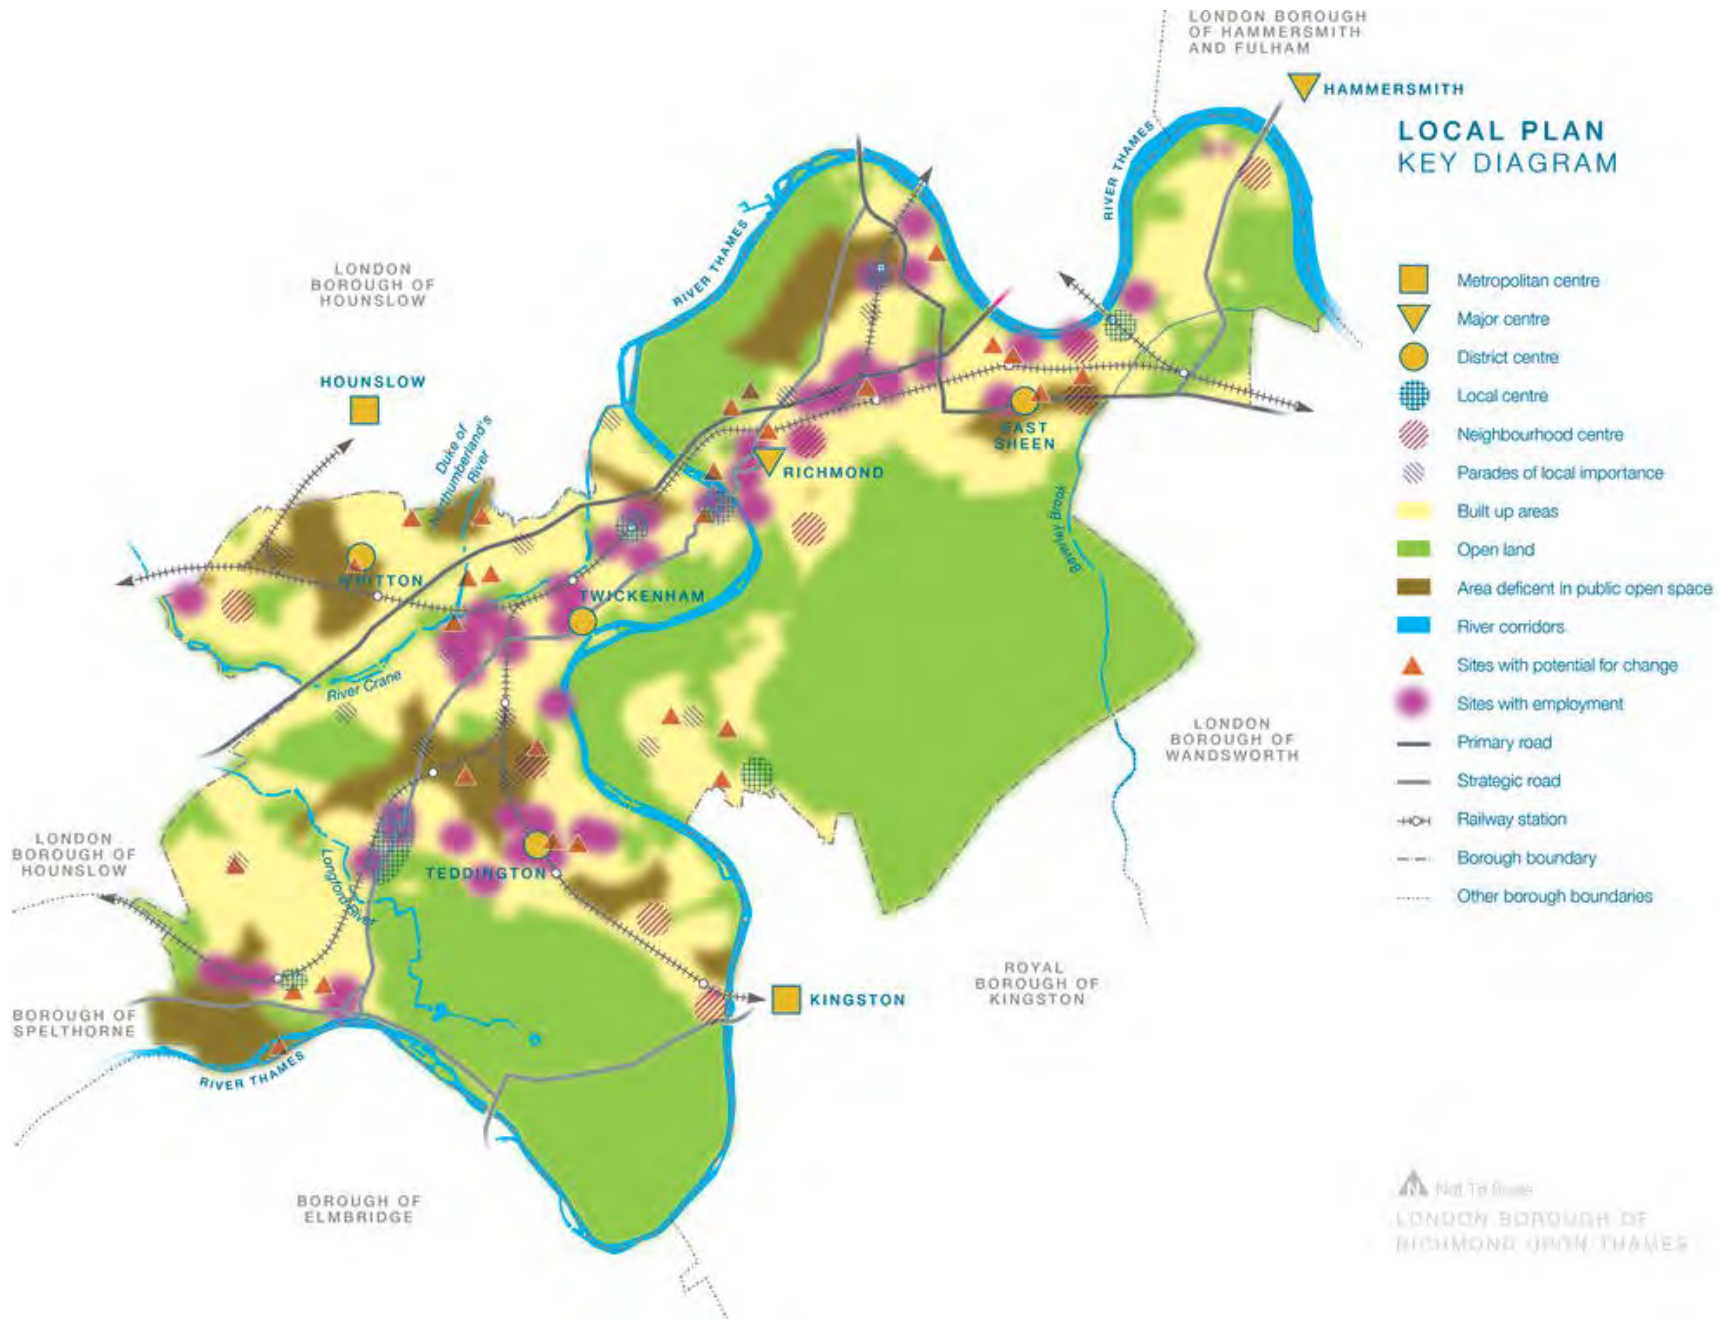 LONDON BOROUGH
OF HAMMERSMITH
AND FULHAM
HAMMERSMITH
LOCAL PLAN
KEY DIAGRAM
RIVER THAMES
RIVER THAMES
LONDON
BOROUGH OF
HOUNSLOW
HOUNSLOW
Duke of
Northumberland's
River
EAST
SHEEN
RICHMOND
Beverley Brook
WHITTON
TWICKENHAM
River Crane
LONDON
BOROUGH OF
WANDSWORTH
LONDON
BOROUGH OF
HOUNSLOW
Longford River
TEDDINGTON
ROYAL
BOROUGH OF
KINGSTON
KINGSTON
BOROUGH OF
SPELTHORNE
RIVER THAMES
BOROUGH OF
ELMBRIDGE
Metropolitan centre
Major centre
District centre
Local centre
Neighbourhood centre
Parades of local importance
Built up areas
Open land
Area deficent in public open space
River corridors
Sites with potential for change
Sites with employment
Primary road
Strategic road
Railway station
Borough boundary
Other borough boundaries
N Not To Scale
LONDON BOROUGH OF
RICHMOND UPON THAMES